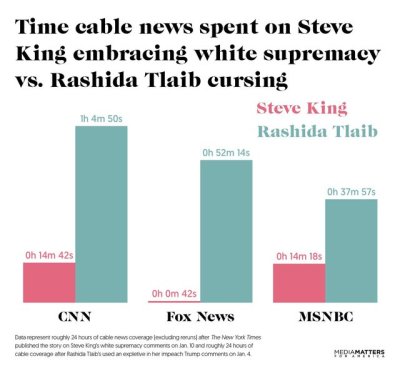 Time cable news spent on Steve
King embracing white supremacy
vs. Rashida Tlaib cursing
Steve King
Rashida Tlaib
1h 4m 50s
0h 52m 14s
0h 37m 57s
0h 14m 42s
0h 0m 42s
0h 14m 18s
CNN
Fox News
MSNBC
Data represent roughly 24 hours of cable news coverage (excluding reruns) after The New York Times
published the story on Steve King's white supremacy comments on Jan. 10 and roughly 24 hours of
cable coverage after Rashida Tlaib's used an expletive in her impeach Trump comments on Jan. 4.
MEDIAMATTERS
FOR AMERICA